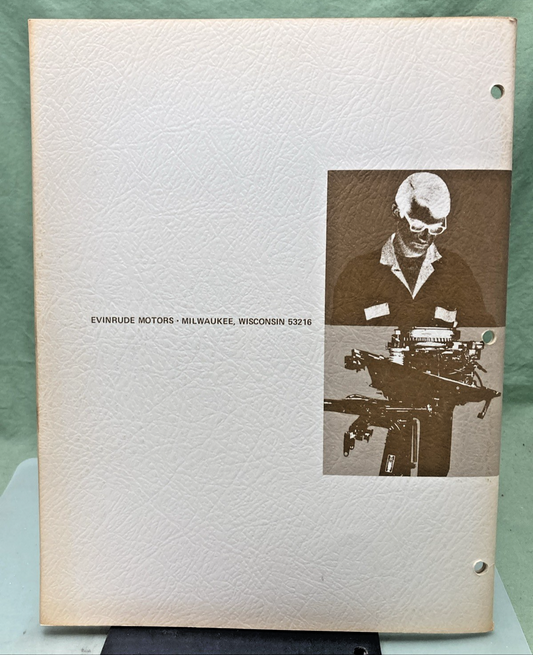 EVINRUDE MOTORS • MILWAUKEE, WISCONSIN 53216